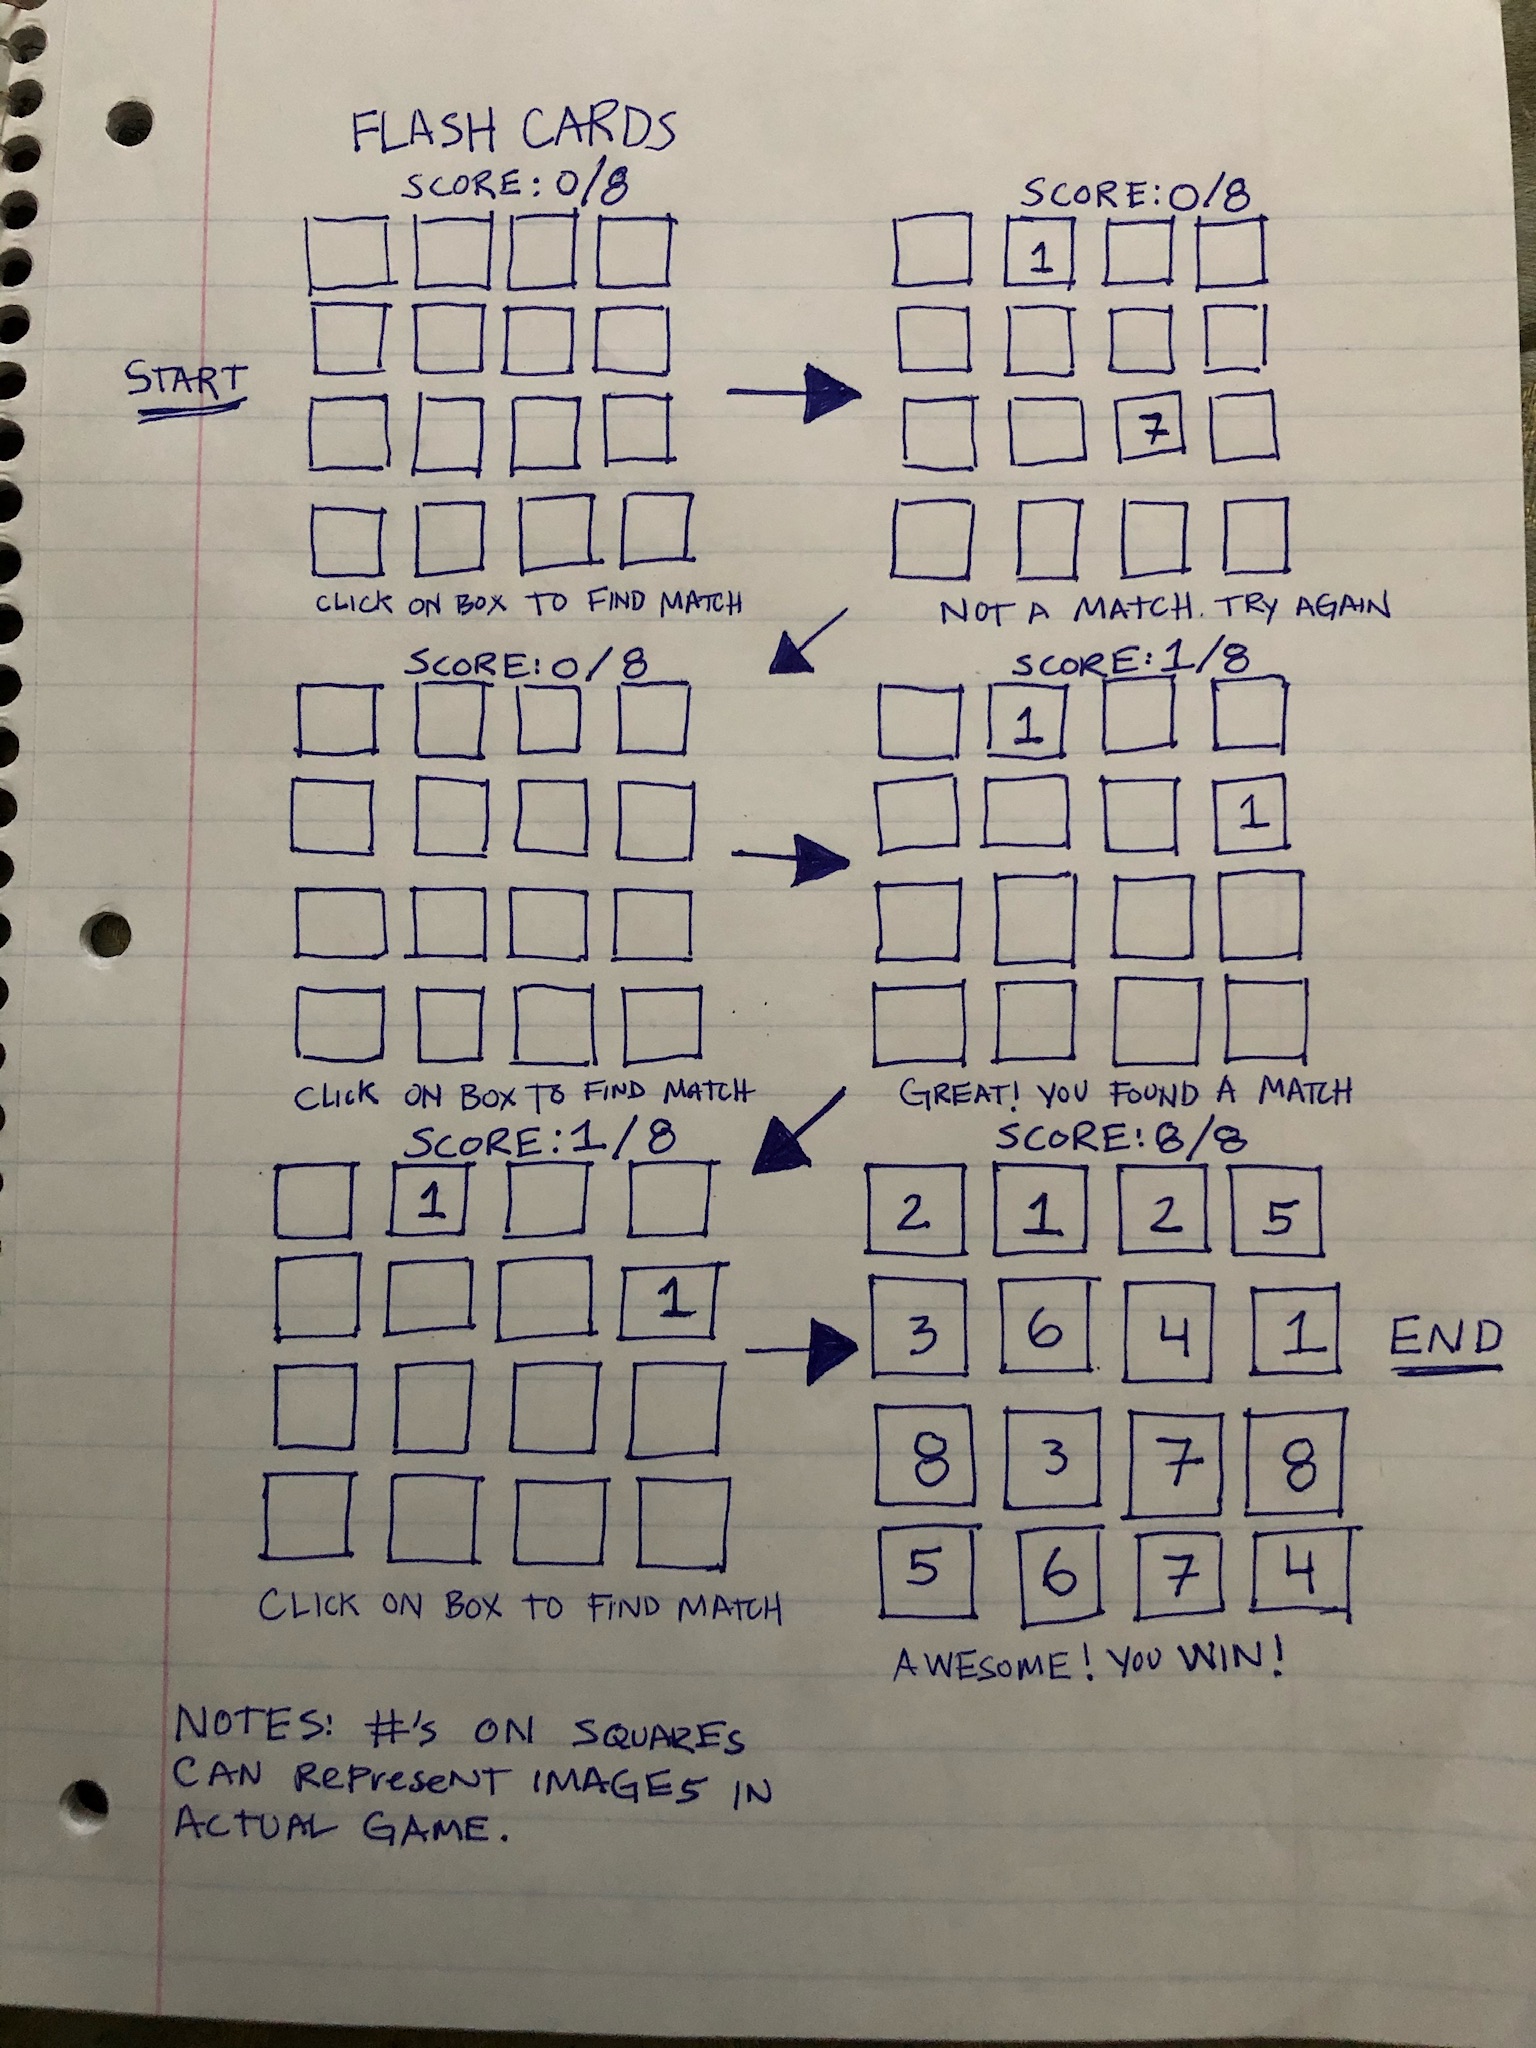 FLASH CARDS
SCORE: 0/8
START
CLICK ON BOX TO FIND MATCH
SCORE: 0/8
1
7
NOT A MATCH. TRY AGAIN
SCORE: 0/8
CLICK ON BOX TO FIND MATCH
SCORE: 1/8
1
1
GREAT! YOU FOUND A MATCH
SCORE: 1/8
1
1
CLICK ON BOX TO FIND MATCH
SCORE: 8/8
2 1 2 5
3 6 4 1
END
8 3 7 8
5 6 7 4
AWESOME! YOU WIN!
NOTES: #'s ON SQUARES
CAN RePreseNT IMAGES IN
ACTUAL GAME.